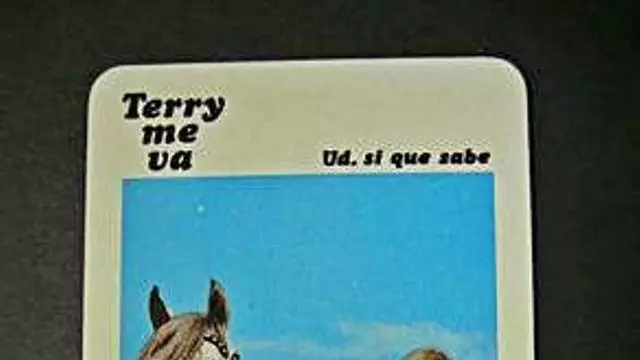 Terry
me
va
Ud. si que sabe